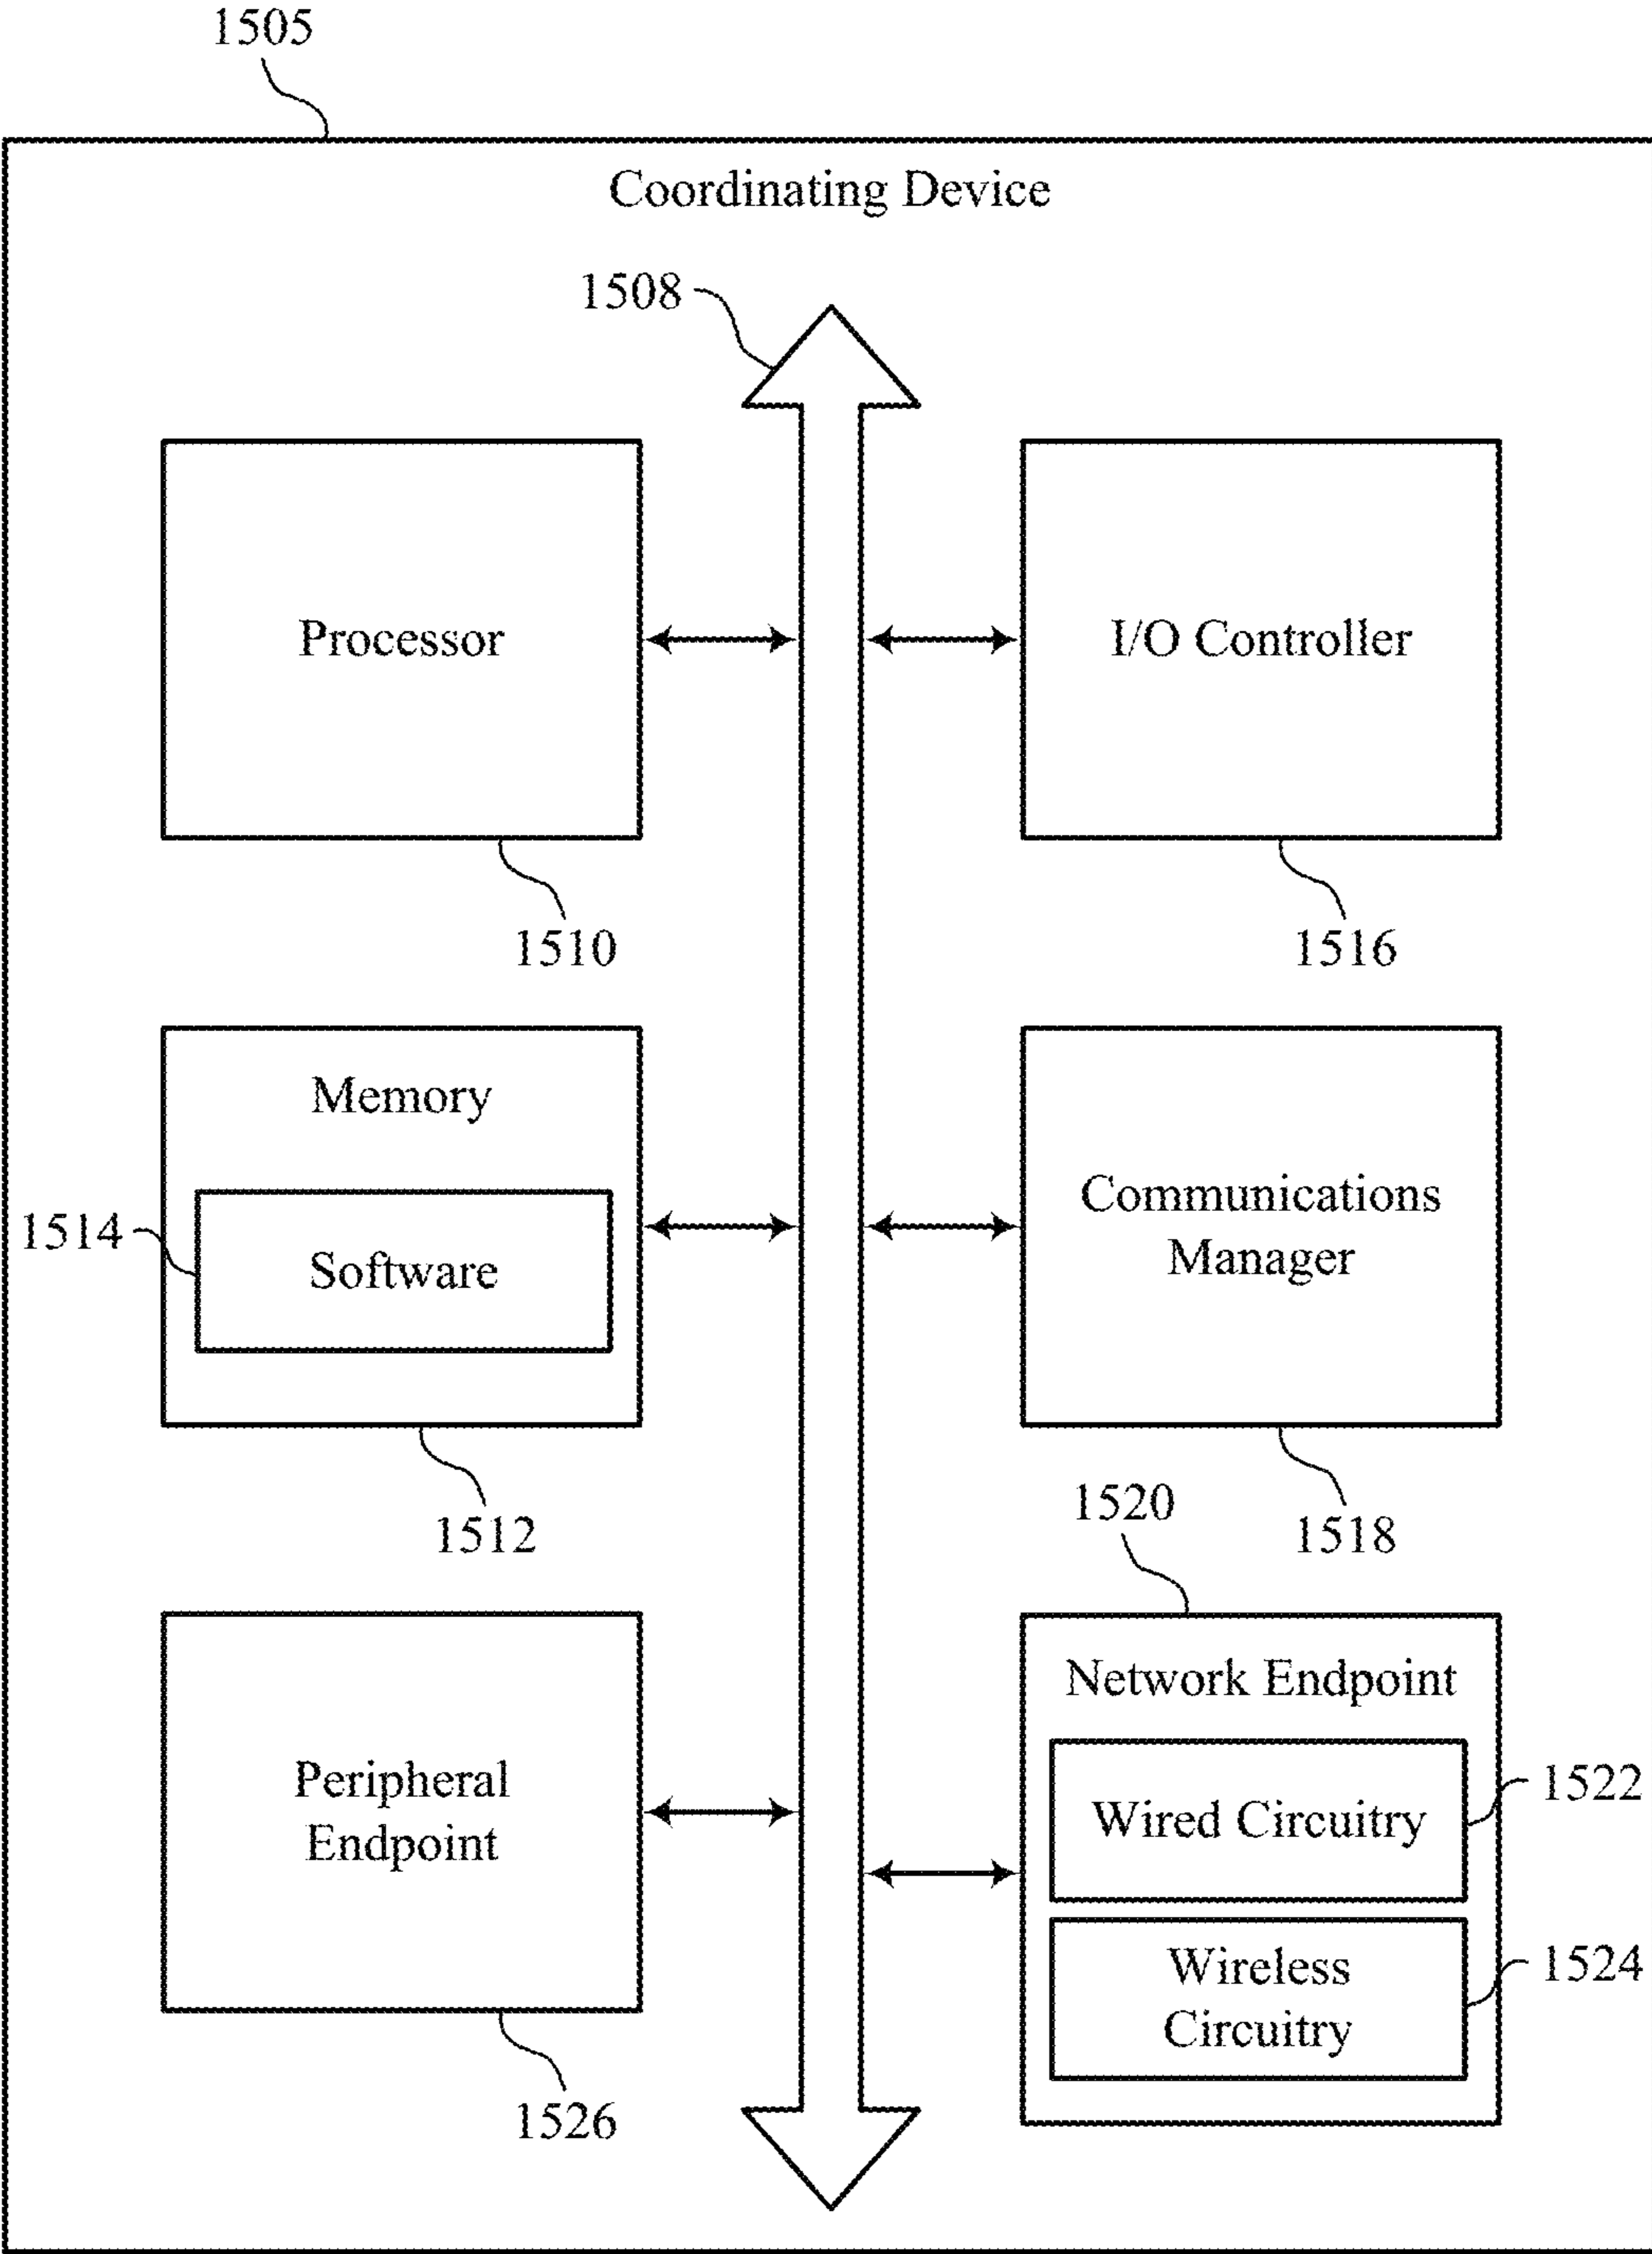 1505
Coordinating Device
1508
Processor
I/O Controller
1510
1516
Memory
1514
Software
Communications
Manager
1512
1518
1520
Peripheral
Endpoint
Network Endpoint
Wired Circuitry
1522
Wireless
Circuitry
1524
1526